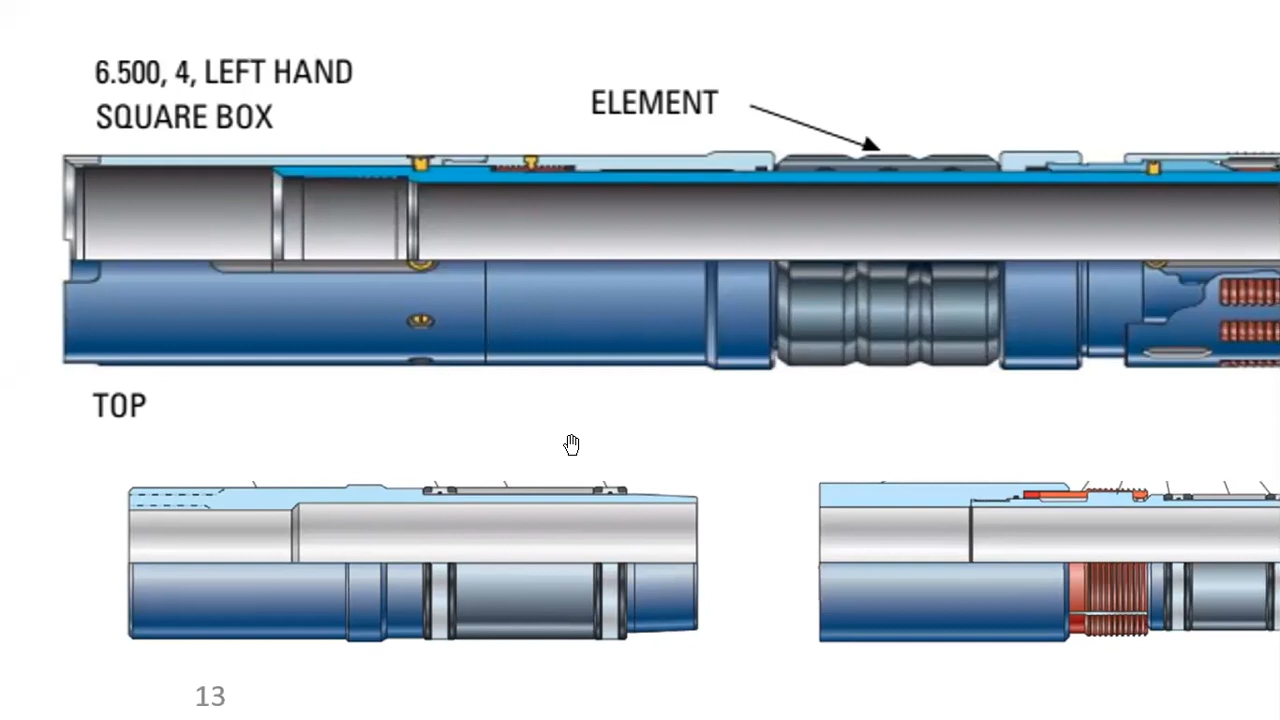 6.500, 4, LEFT HAND
SQUARE BOX
ELEMENT
TOP
13